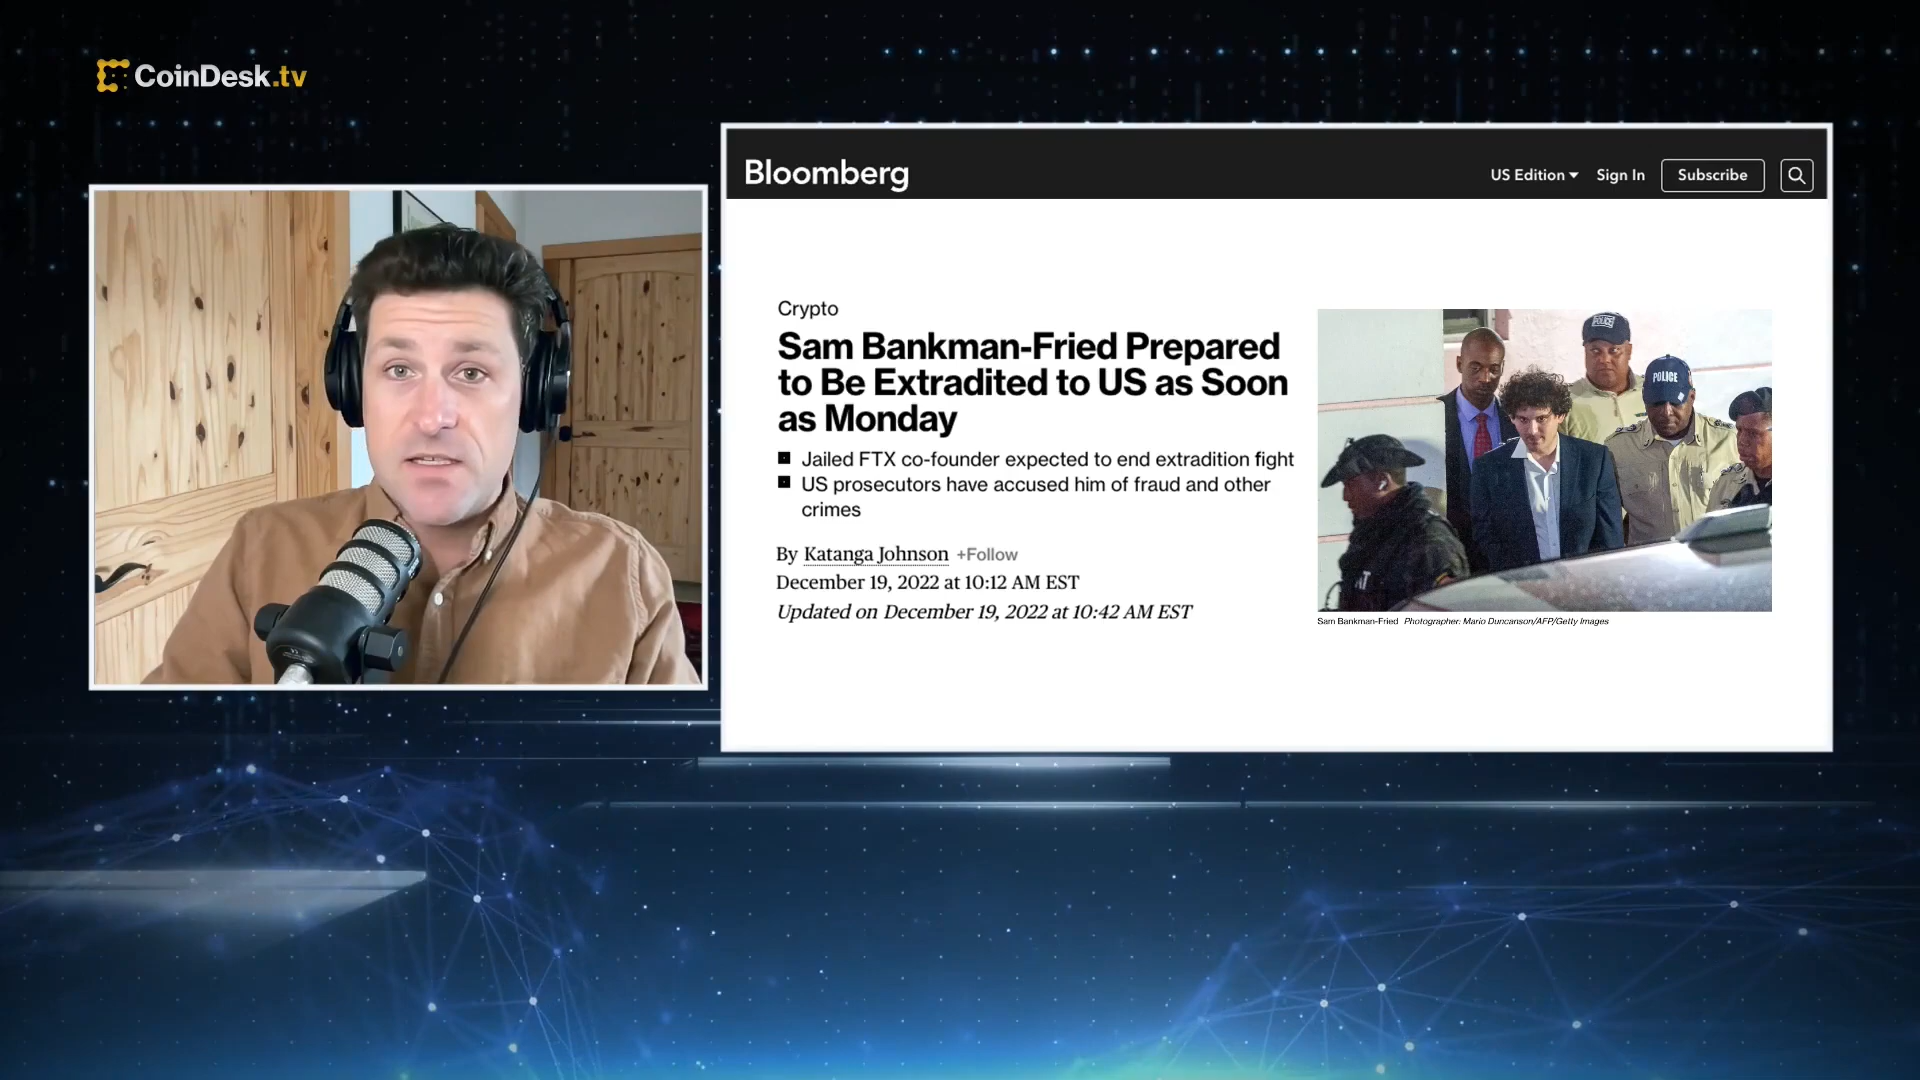 CoinDesk.tv
Bloomberg
US Edition
Sign In
Subscribe
Crypto
Sam Bankman-Fried Prepared
to Be Extradited to US as Soon
as Monday
Jailed FTX co-founder expected to end extradition fight
US prosecutors have accused him of fraud and other
crimes
By Katanga Johnson +Follow
December 19, 2022 at 10:12 AM EST
Updated on December 19, 2022 at 10:42 AM EST
POLICE
POLICE
Sam Bankman-Fried Photographer: Mario Duncanson/AFP/Getty Images